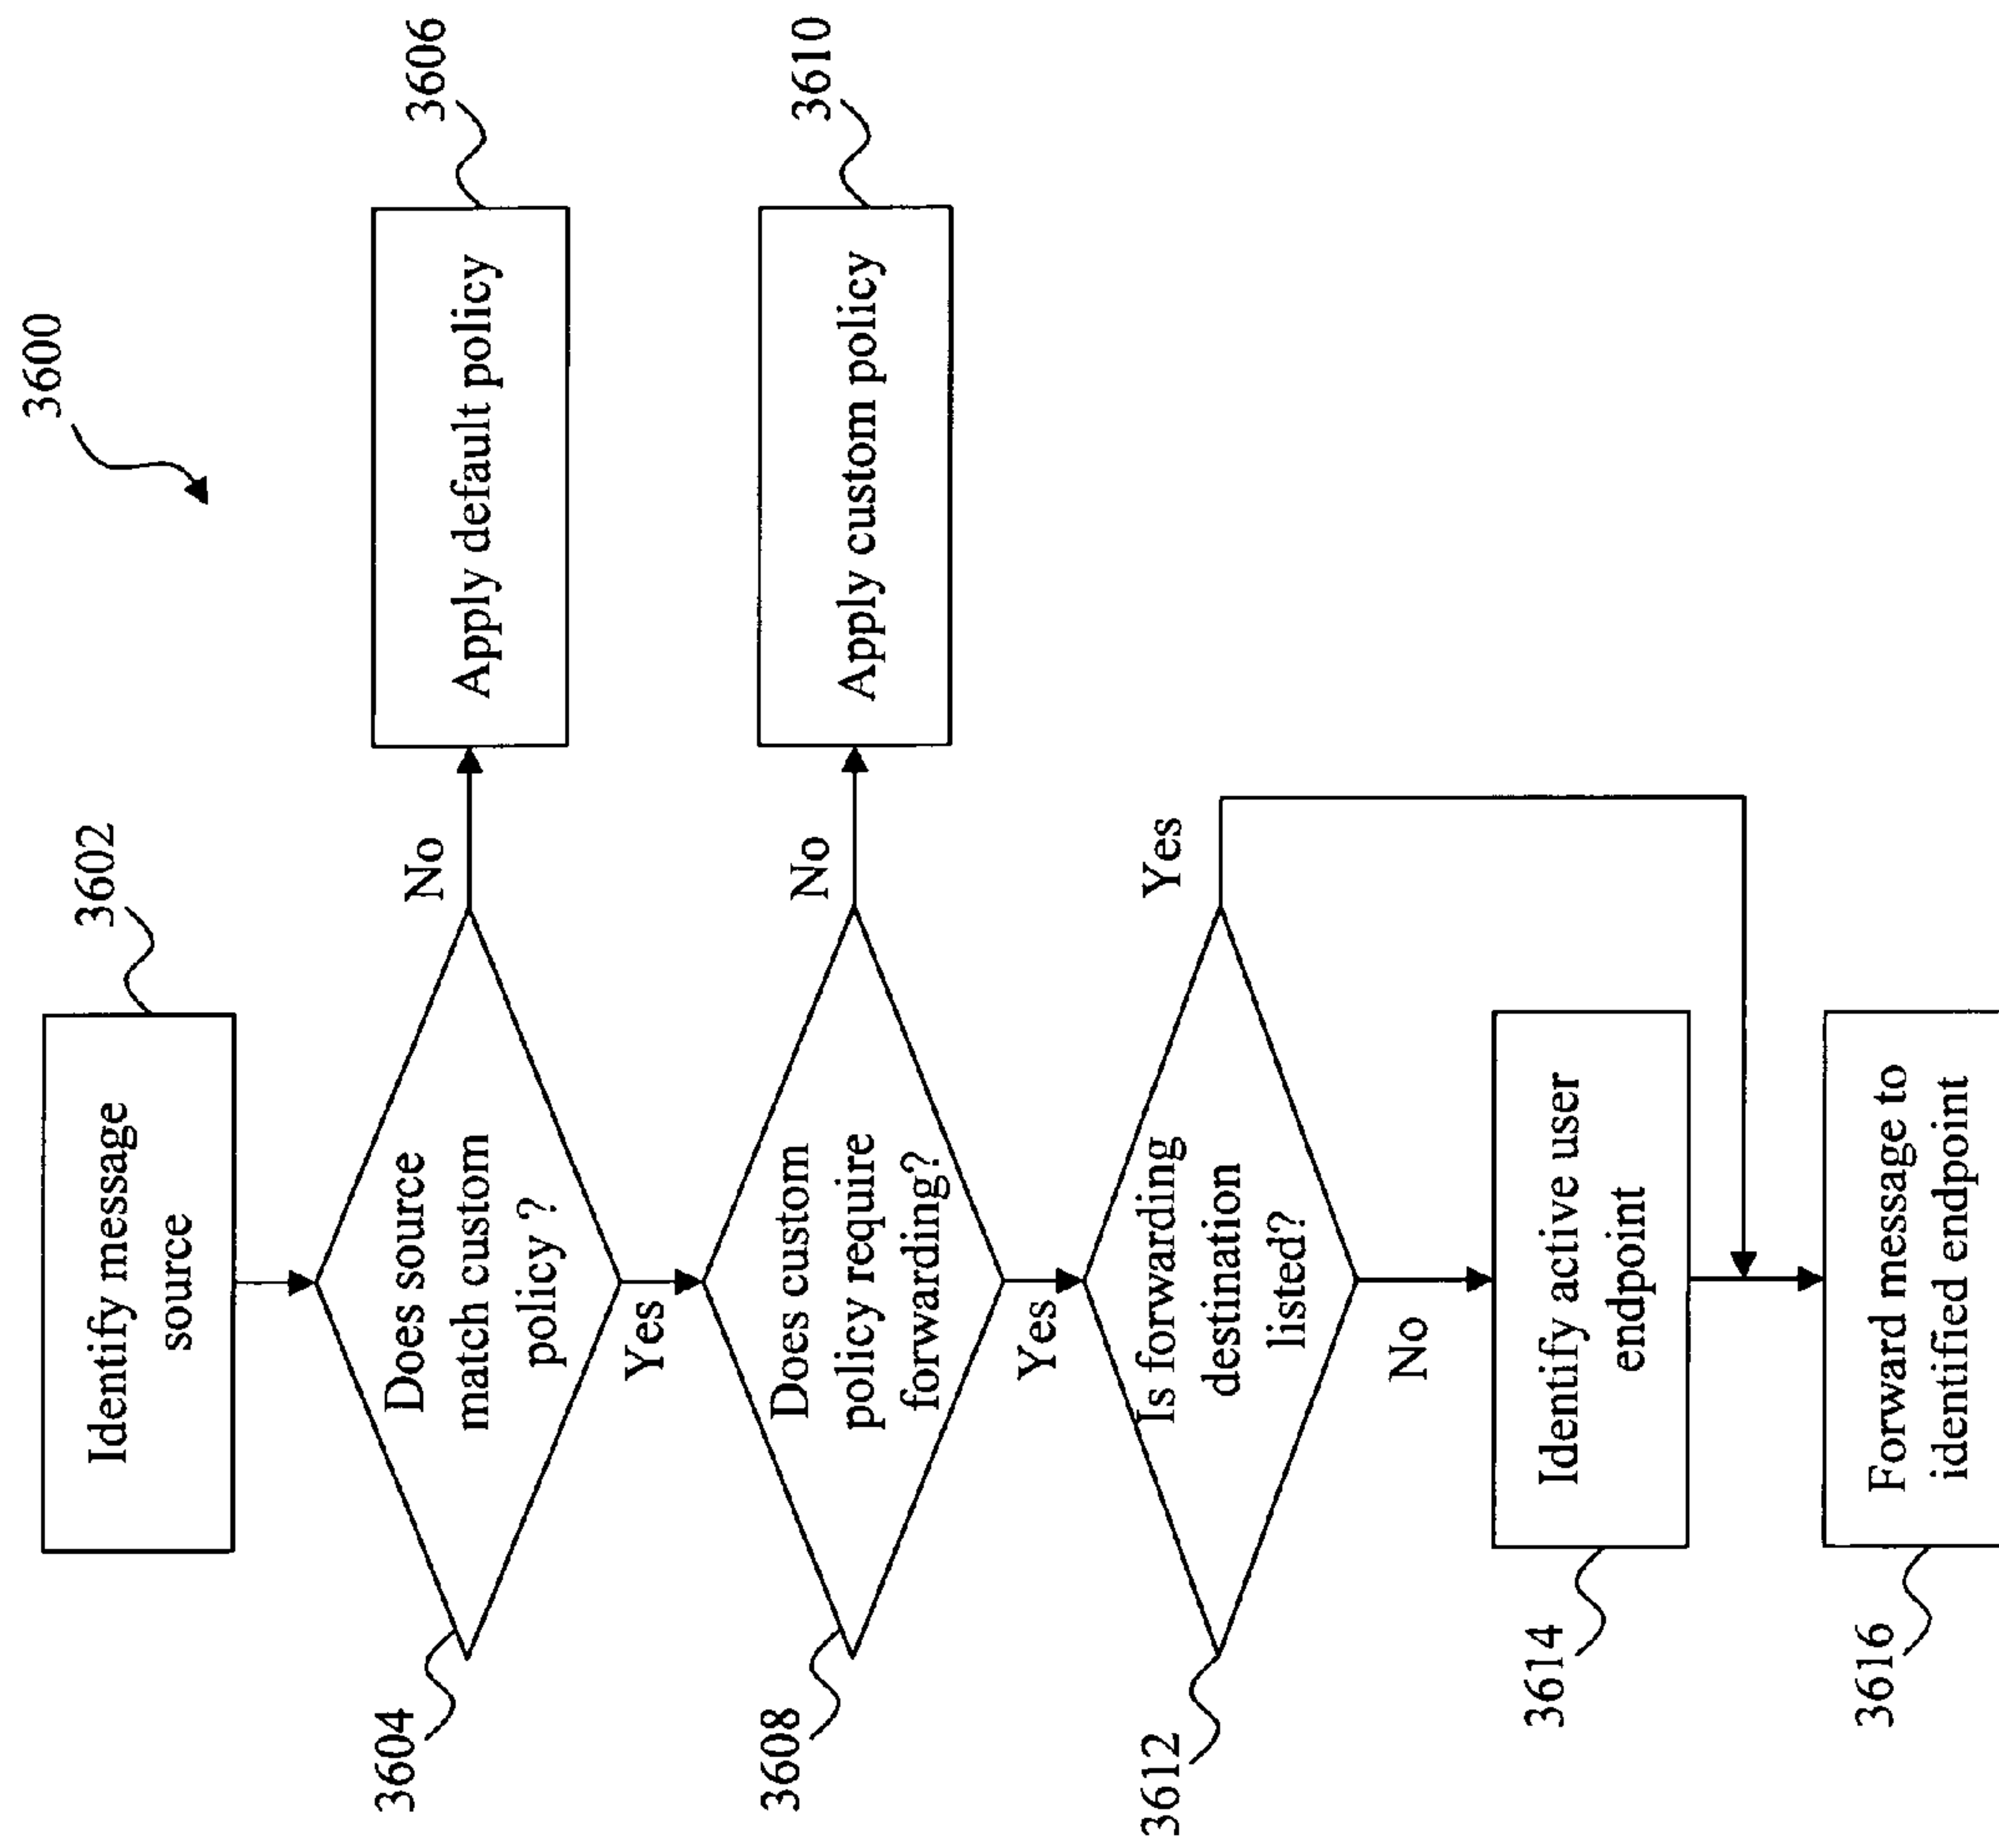 3600
3602
Identify message
source
3604
Does source
match custom
policy ?
No
3606
Apply default policy
Yes
3608
Does custom
policy require
forwarding?
No
3610
Apply custom policy
Yes
3612
Is forwarding
destination
listed?
Yes
No
3614
Identify active user
endpoint
3616
Forward message to
identified endpoint